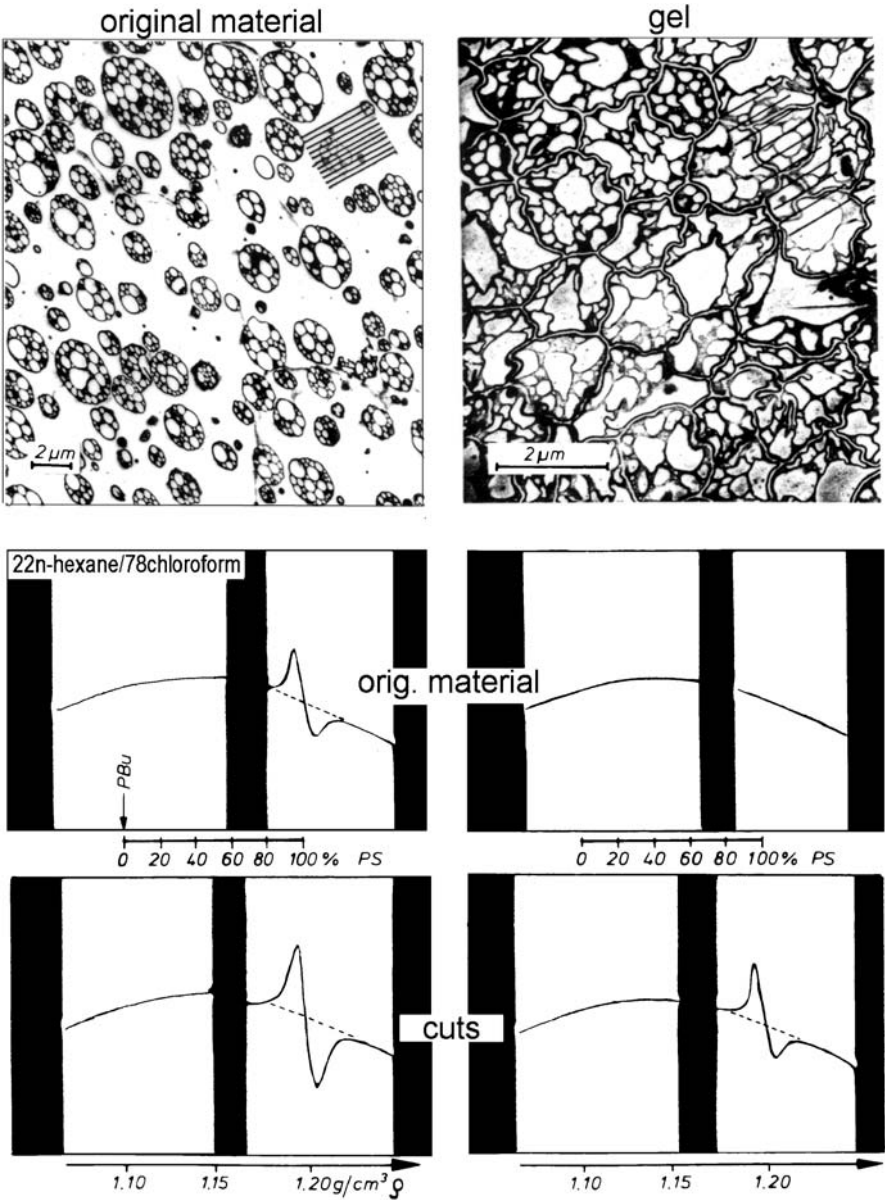 original material
gel
2 µm
2 µm
22n-hexane/78chloroform
orig. material
PBu
0 20 40 60 80 100 % PS
0 20 40 60 80 100 % PS
cuts
1,10 1,15 1,20 g/cm³ ϱ
1,10 1,15 1,20